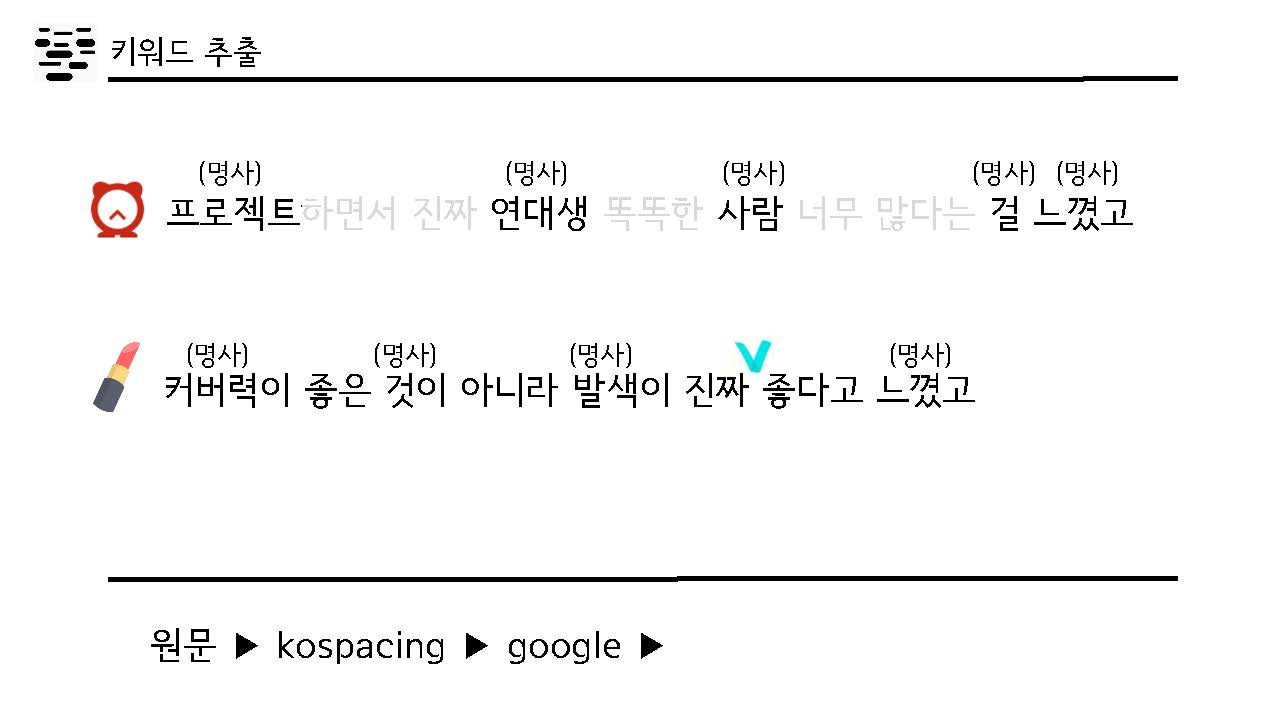 키워드 추출
(명사) (명사) (명사) (명사) (명사)
프로젝트하면서 진짜 연대생 똑똑한 사람 너무 많다는 걸 느꼈고
(명사) (명사) (명사) (명사)
커버력이 좋은 것이 아니라 발색이 진짜 좋다고 느꼈고
원문 ▶ kospacing ▶ google ▶